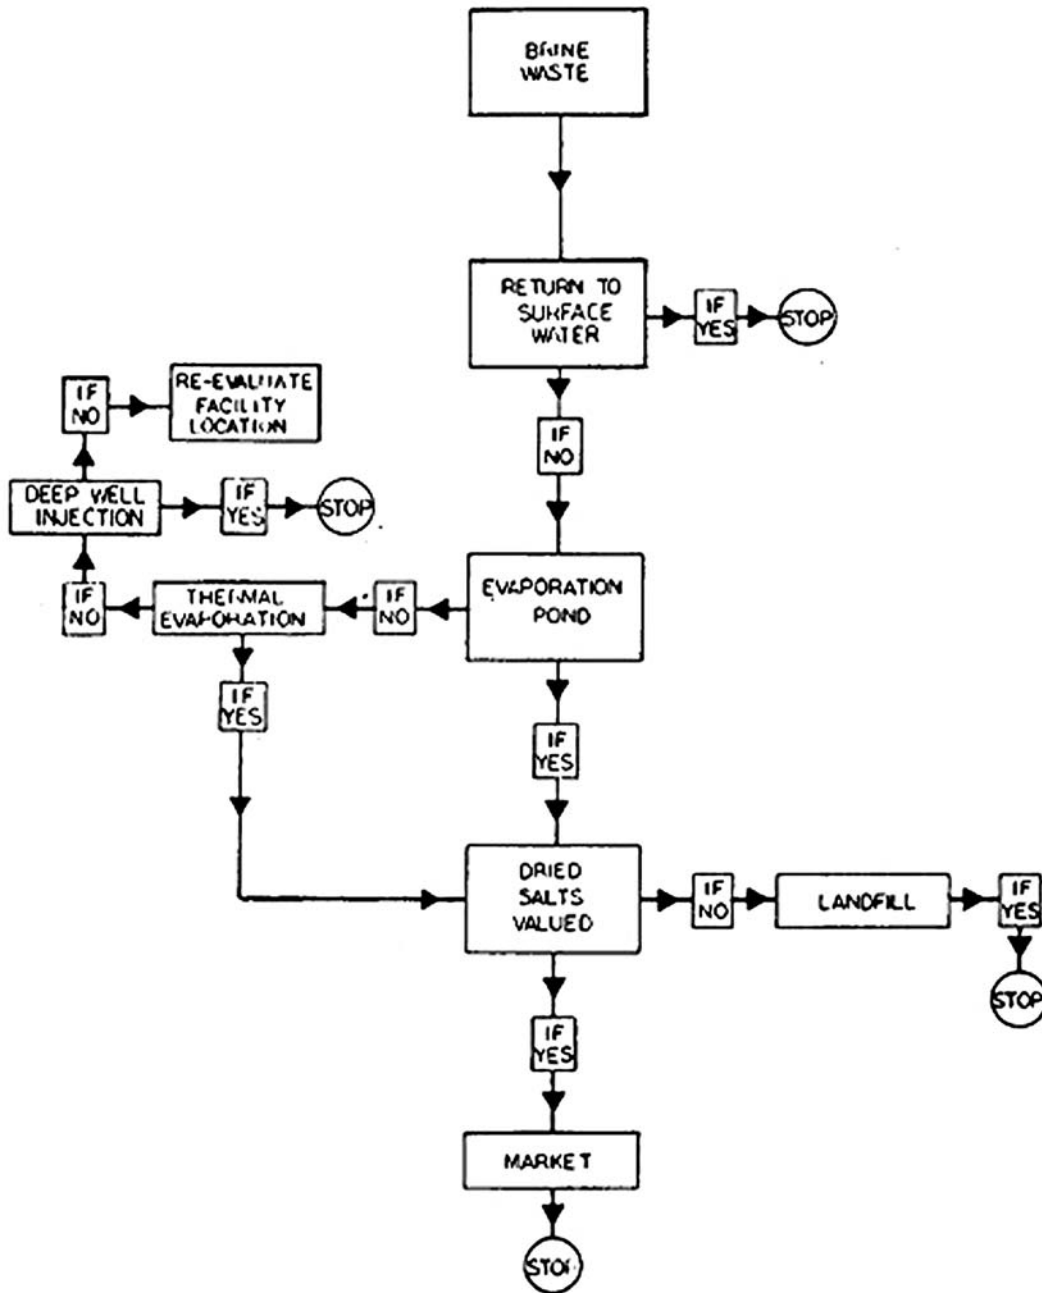 BRINE
WASTE
RETURN TO
SURFACE
WATER
IF
YES
STOP
IF
NO
RE-EVALUATE
FACILITY
LOCATION
IF
NO
DEEP WELL
INJECTION
IF
YES
STOP
IF
NO
THERMAL
EVAPORATION
IF
NO
EVAPORATION
POND
IF
YES
IF
YES
DRIED
SALTS
VALUED
IF
NO
LANDFILL
IF
YES
STOP
IF
YES
MARKET
STOP